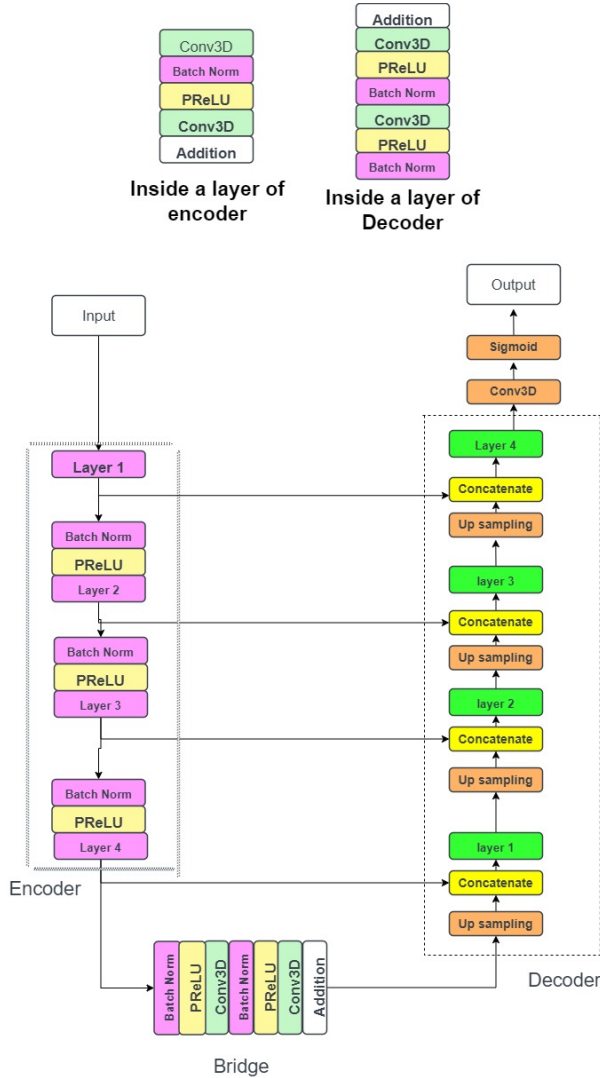 Conv3D
Batch Norm
PReLU
Conv3D
Addition
Inside a layer of
encoder
Addition
Conv3D
PReLU
Batch Norm
Conv3D
PReLU
Batch Norm
Inside a layer of
Decoder
Input
Layer 1
Batch Norm
PReLU
Layer 2
Batch Norm
PReLU
Layer 3
Batch Norm
PReLU
Layer 4
Encoder
Batch Norm
PReLU
Conv3D
Batch Norm
PReLU
Conv3D
Addition
Bridge
Output
Sigmoid
Conv3D
Layer 4
Concatenate
Up sampling
layer 3
Concatenate
Up sampling
layer 2
Concatenate
Up sampling
layer 1
Concatenate
Up sampling
Decoder